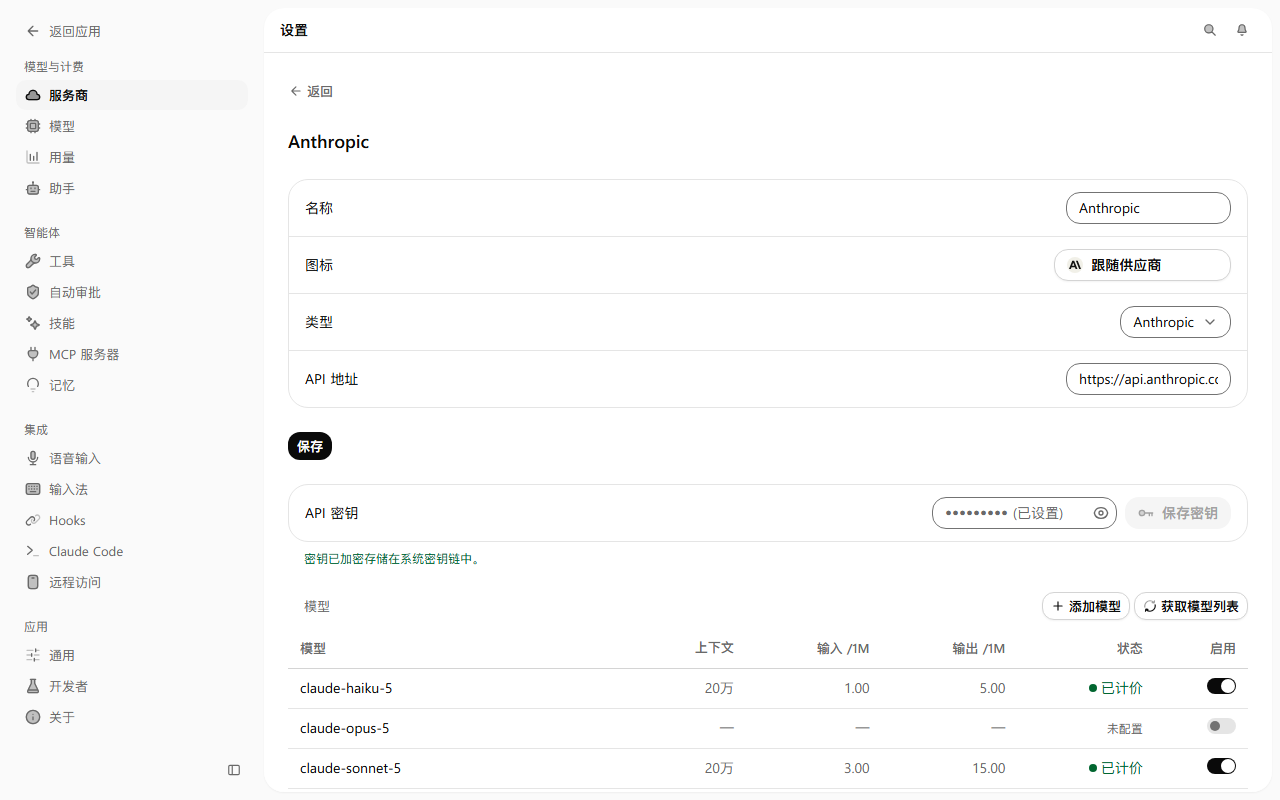 返回应用
模型与计费
服务商
模型
用量
助手
智能体
工具
自动审批
技能
MCP 服务器
记忆
集成
语音输入
输入法
Hooks
Claude Code
远程访问
应用
通用
开发者
关于
设置
返回
Anthropic
名称 Anthropic
图标 跟随供应商
类型 Anthropic
API 地址 https://api.anthropic.cc
保存
API 密钥 ••••••••• (已设置) 保存密钥
密钥已加密存储在系统密钥链中。
模型 添加模型 获取模型列表
模型 上下文 输入 /1M 输出 /1M 状态 启用
claude-haiku-5 20万 1.00 5.00 已计价
claude-opus-5 — — — 未配置
claude-sonnet-5 20万 3.00 15.00 已计价